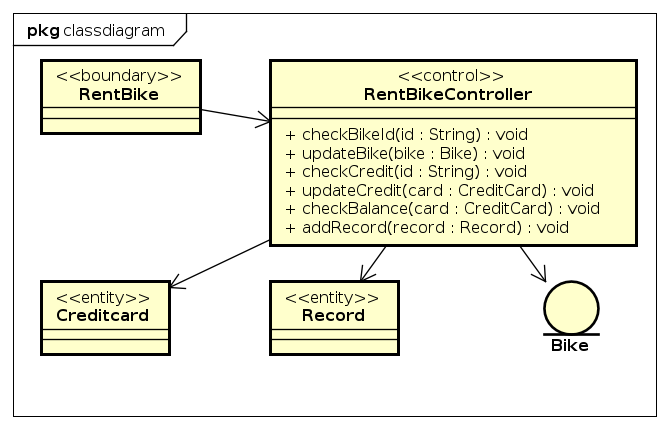 pkg classdiagram
<<boundary>>
RentBike
<<control>>
RentBikeController
+ checkBikeId(id : String) : void
+ updateBike(bike : Bike) : void
+ checkCredit(id : String) : void
+ updateCredit(card : CreditCard) : void
+ checkBalance(card : CreditCard) : void
+ addRecord(record : Record) : void
<<entity>>
Creditcard
<<entity>>
Record
Bike